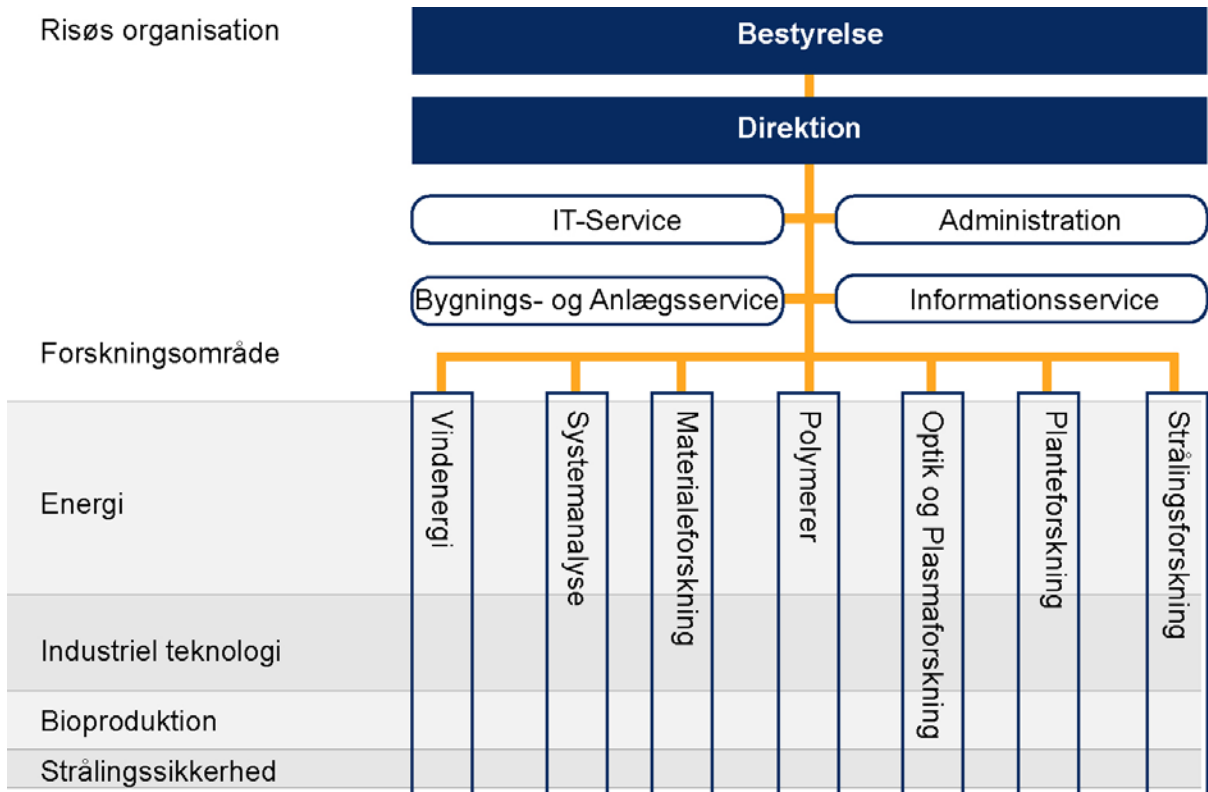 Risøs organisation
Bestyrelse
Direktion
IT-Service
Administration
Bygnings- og Anlægsservice
Informationsservice
Forskningsområde
Vindenergi
Systemanalyse
Materialeforskning
Polymerer
Optik og Plasmaforskning
Planteforskning
Strålingsforskning
Energi
Industriel teknologi
Bioproduktion
Strålingssikkerhed